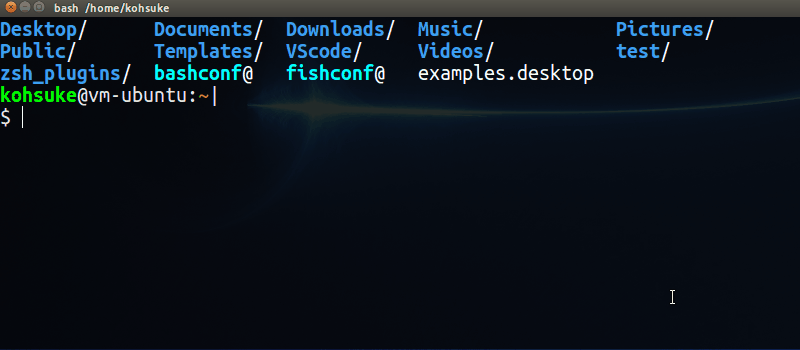 bash /home/kohsuke
Desktop/ Documents/ Downloads/ Music/ Pictures/
Public/ Templates/ VScode/ Videos/ test/
zsh_plugins/ bashconf@ fishconf@ examples.desktop
kohsuke@vm-ubuntu:~|
$